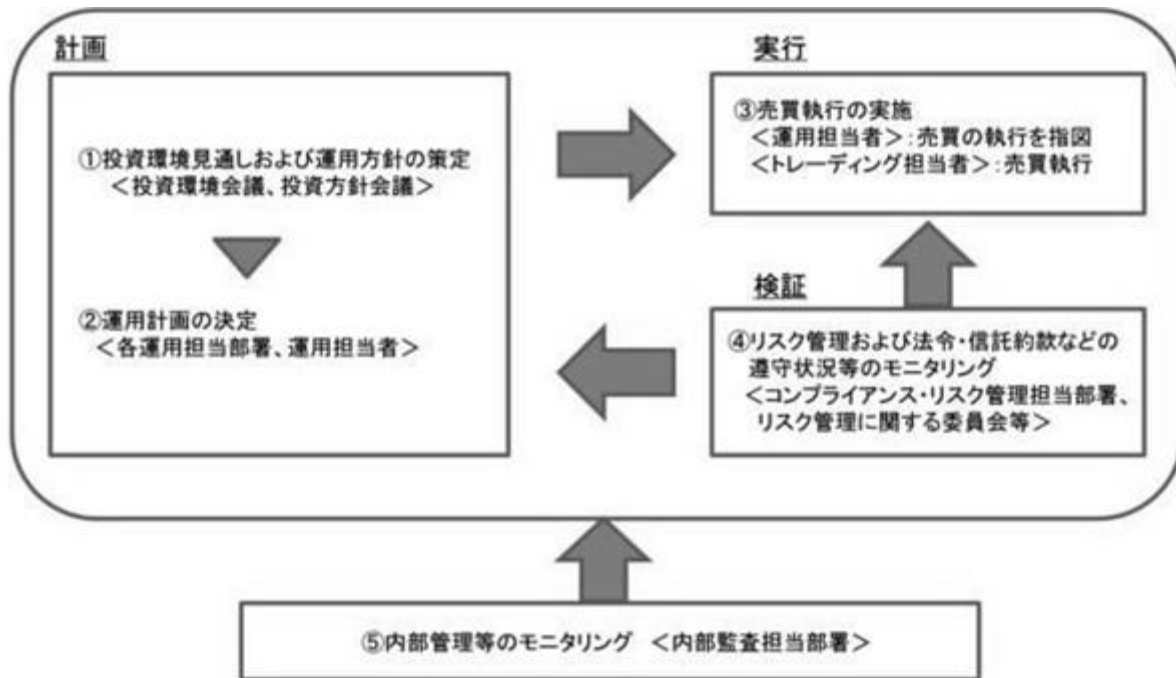 計画
①投資環境見通しおよび運用方針の策定
＜投資環境会議、投資方針会議＞
②運用計画の決定
＜各運用担当部署、運用担当者＞
実行
③売買執行の実施
＜運用担当者＞：売買の執行を指図
＜トレーディング担当者＞：売買執行
検証
④リスク管理および法令・信託約款などの
遵守状況等のモニタリング
＜コンプライアンス・リスク管理担当部署、
リスク管理に関する委員会等＞
⑤内部管理等のモニタリング ＜内部監査担当部署＞